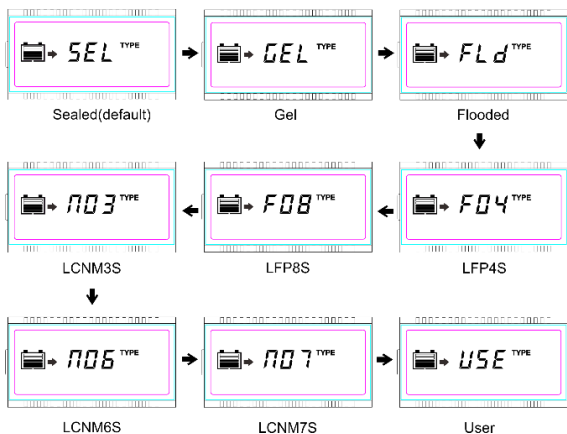 SEL TYPE
GEL TYPE
FLd TYPE
Sealed(default)
Gel
Flooded
n03 TYPE
F08 TYPE
F04 TYPE
LCNM3S
LFP8S
LFP4S
n06 TYPE
n07 TYPE
USE TYPE
LCNM6S
LCNM7S
User